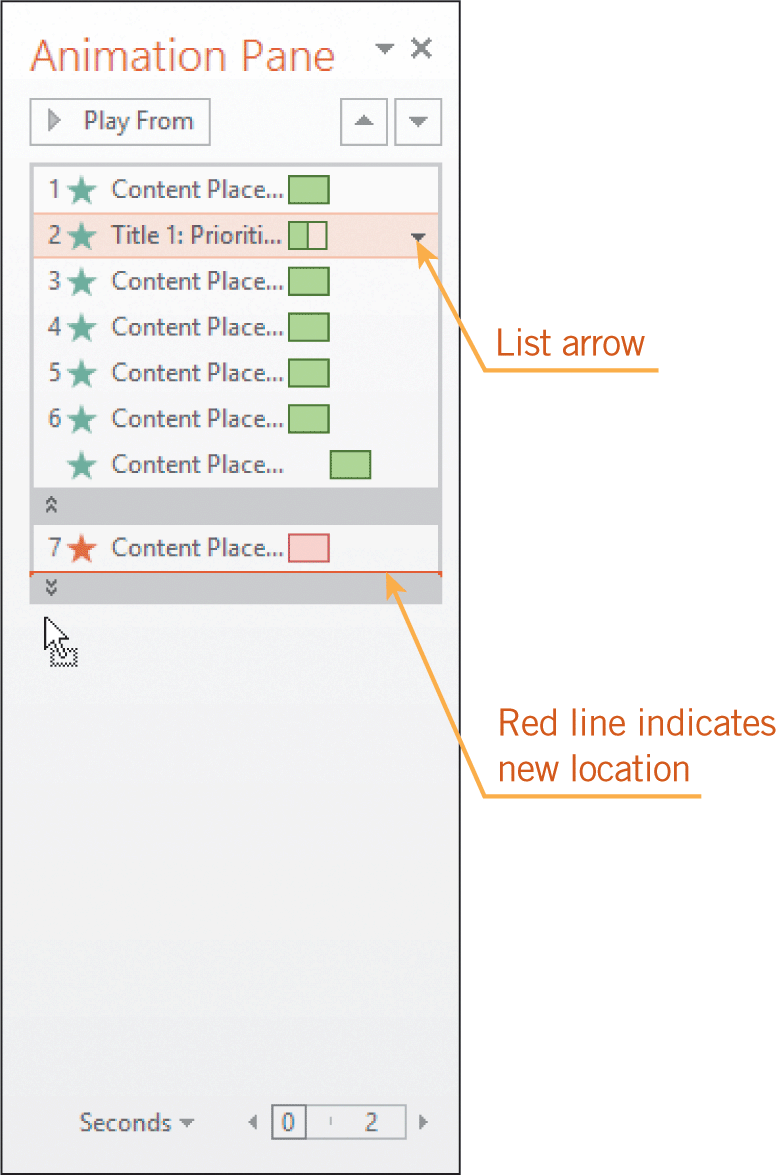 Animation Pane
Play From
1 Content Place...
2 Title 1: Prioriti...
3 Content Place...
List arrow
4 Content Place...
5 Content Place...
6 Content Place...
Content Place...
7 Content Place...
Red line indicates
new location
Seconds 0 2